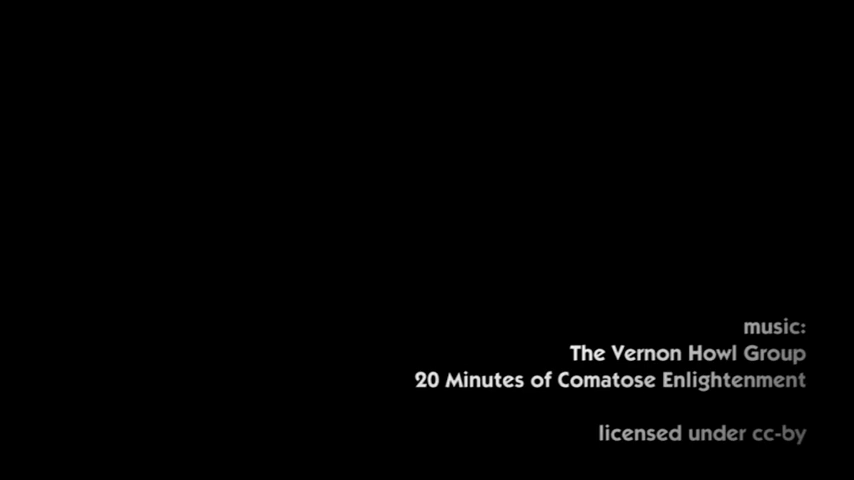 music:
The Vernon Howl Group
20 Minutes of Comatose Enlightenment
licensed under cc-by